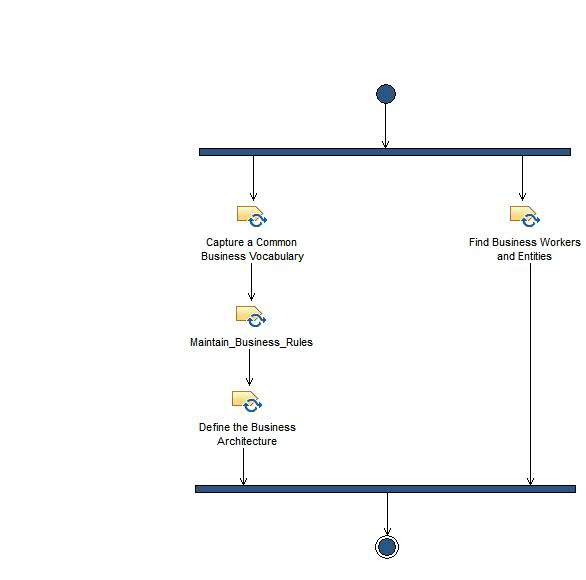 Capture a Common
Business Vocabulary
Find Business Workers
and Entities
Maintain_Business_Rules
Define the Business
Architecture